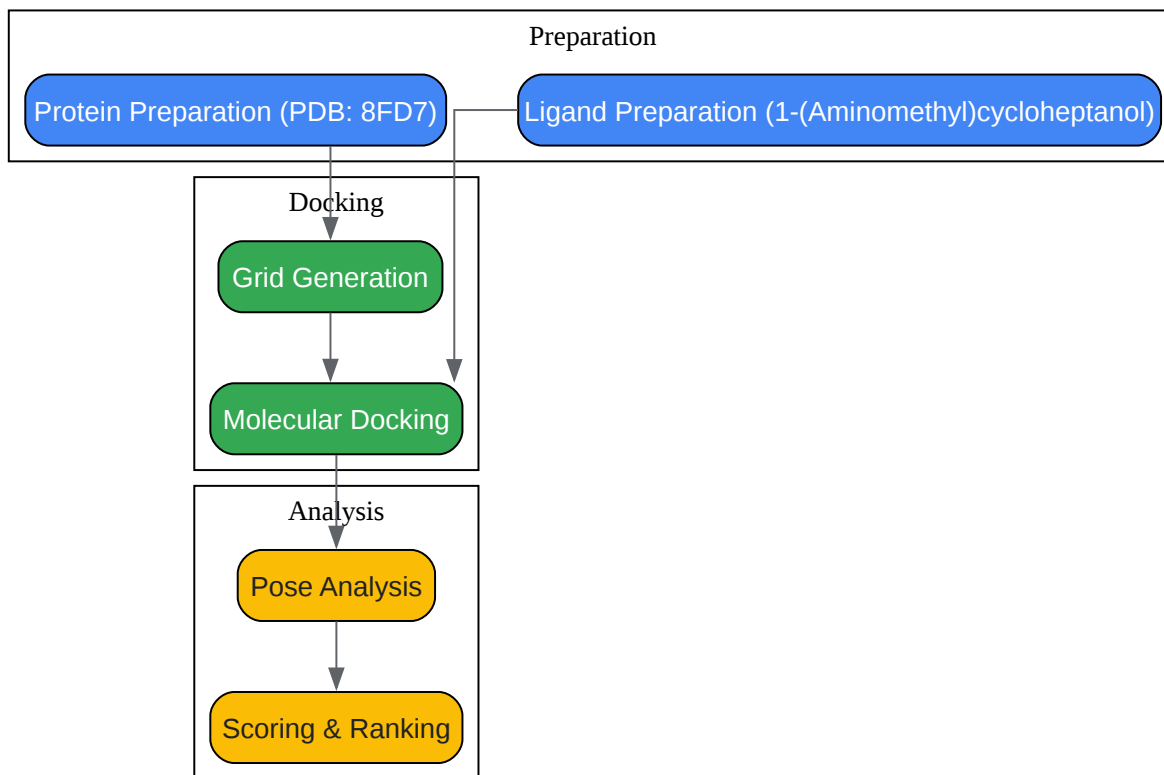 Preparation
Protein Preparation (PDB: 8FD7)
Ligand Preparation (1-(Aminomethyl)cycloheptanol)
Docking
Grid Generation
Molecular Docking
Analysis
Pose Analysis
Scoring & Ranking